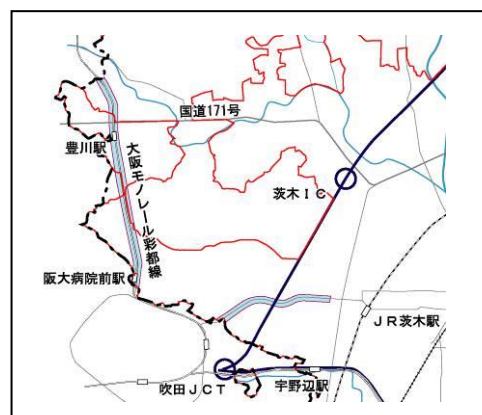 国道171号
豊川駅
大阪モノレール彩都線
茨木IC
阪大病院前駅
JR茨木駅
吹田JCT
宇野辺駅